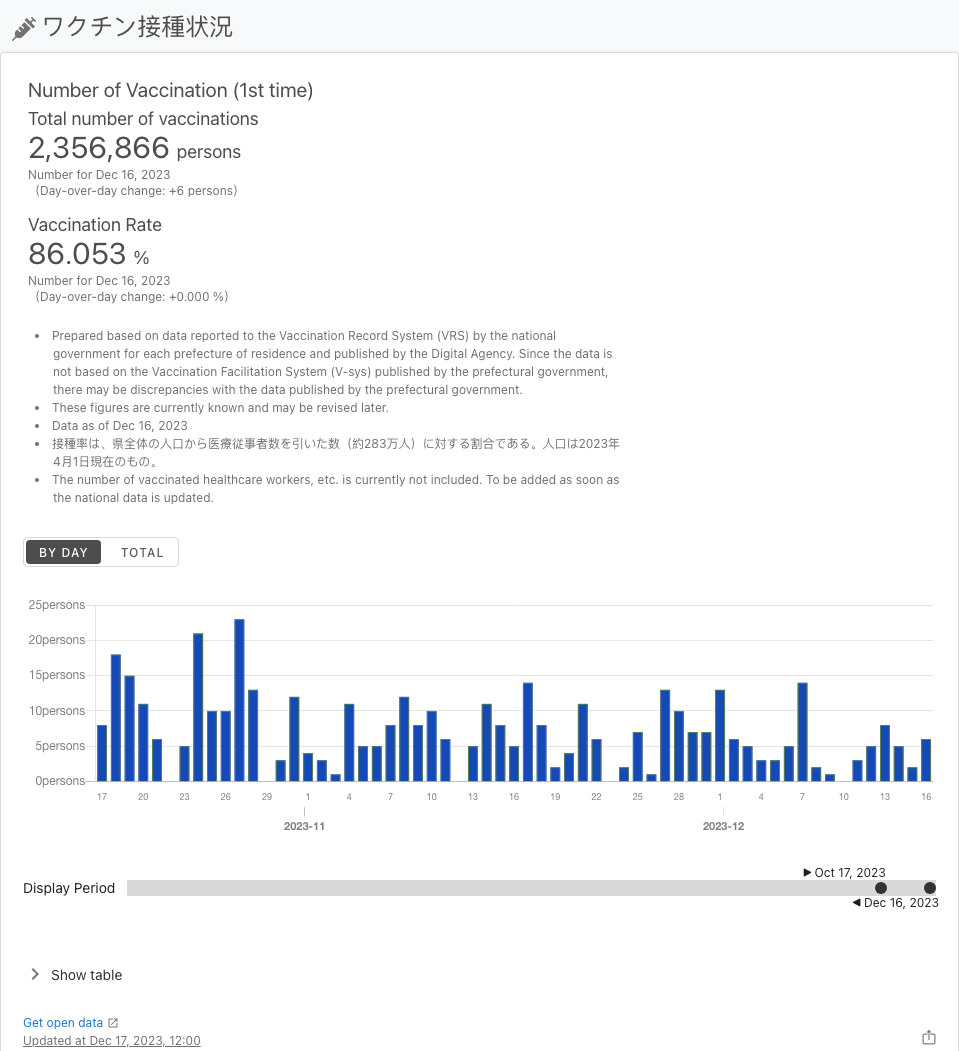 ワクチン接種状況
Number of Vaccination (1st time)
Total number of vaccinations
2,356,866 persons
Number for Dec 16, 2023
(Day-over-day change: +6 persons)
Vaccination Rate
86.053 %
Number for Dec 16, 2023
(Day-over-day change: +0.000 %)
• Prepared based on data reported to the Vaccination Record System (VRS) by the national
government for each prefecture of residence and published by the Digital Agency. Since the data is
not based on the Vaccination Facilitation System (V-sys) published by the prefectural government,
there may be discrepancies with the data published by the prefectural government.
• These figures are currently known and may be revised later.
• Data as of Dec 16, 2023
• 接種率は、県全体の人口から医療従事者数を引いた数（約283万人）に対する割合である。人口は2023年
4月1日現在のもの。
• The number of vaccinated healthcare workers, etc. is currently not included. To be added as soon as
the national data is updated.
BY DAY TOTAL
25persons
20persons
15persons
10persons
5persons
0persons
17 20 23 26 29 1 4 7 10 13 16 19 22 25 28 1 4 7 10 13 16
2023-11 2023-12
Oct 17, 2023
Display Period
Dec 16, 2023
Show table
Get open data
Updated at Dec 17, 2023, 12:00